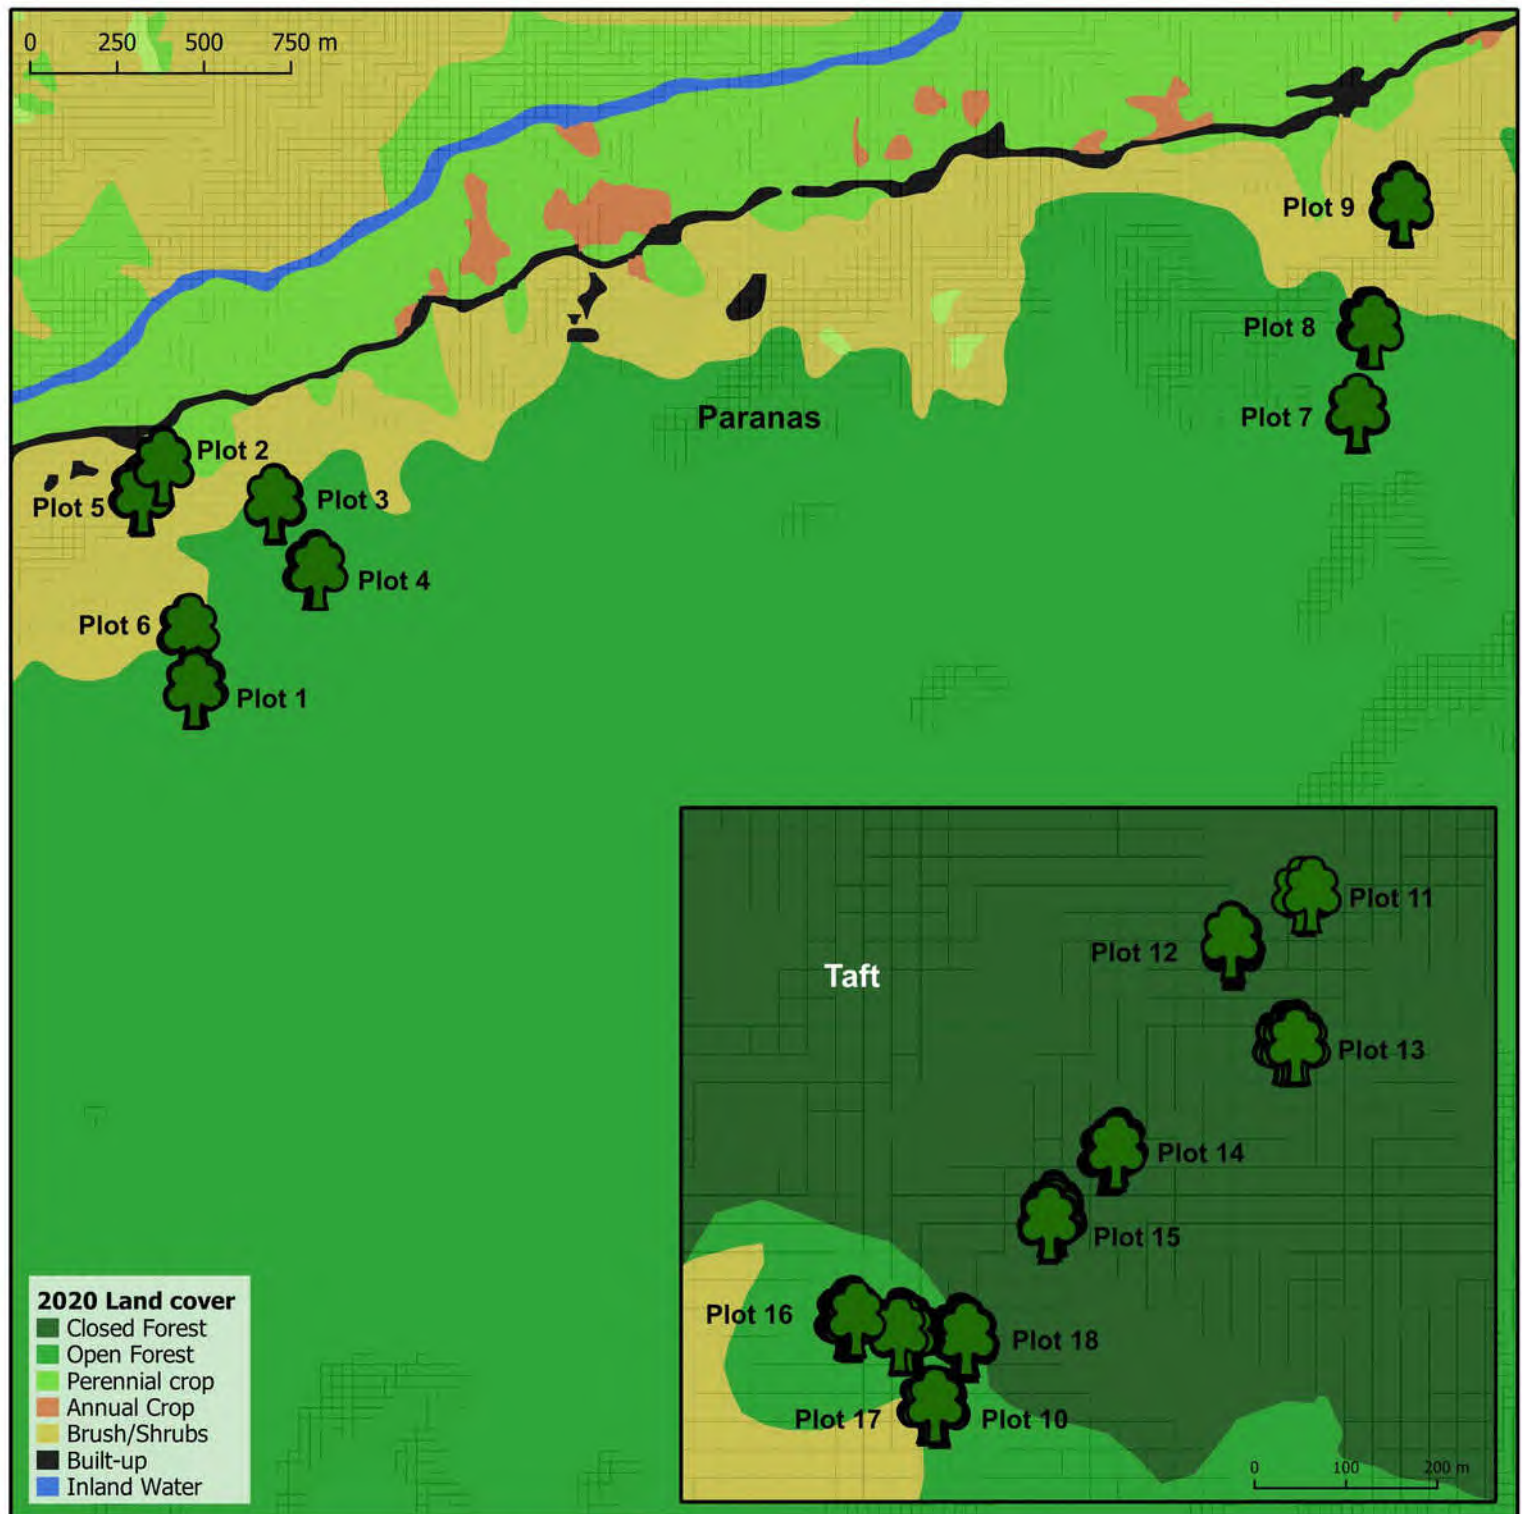 0 250 500 750 m
Plot 9
Plot 8
Paranas
Plot 7
Plot 2
Plot 5
Plot 3
Plot 4
Plot 6
Plot 1
Plot 11
Plot 12
Taft
Plot 13
Plot 14
Plot 15
Plot 16
Plot 18
Plot 17
Plot 10
0 100 200 m
2020 Land cover
Closed Forest
Open Forest
Perennial crop
Annual Crop
Brush/Shrubs
Built-up
Inland Water